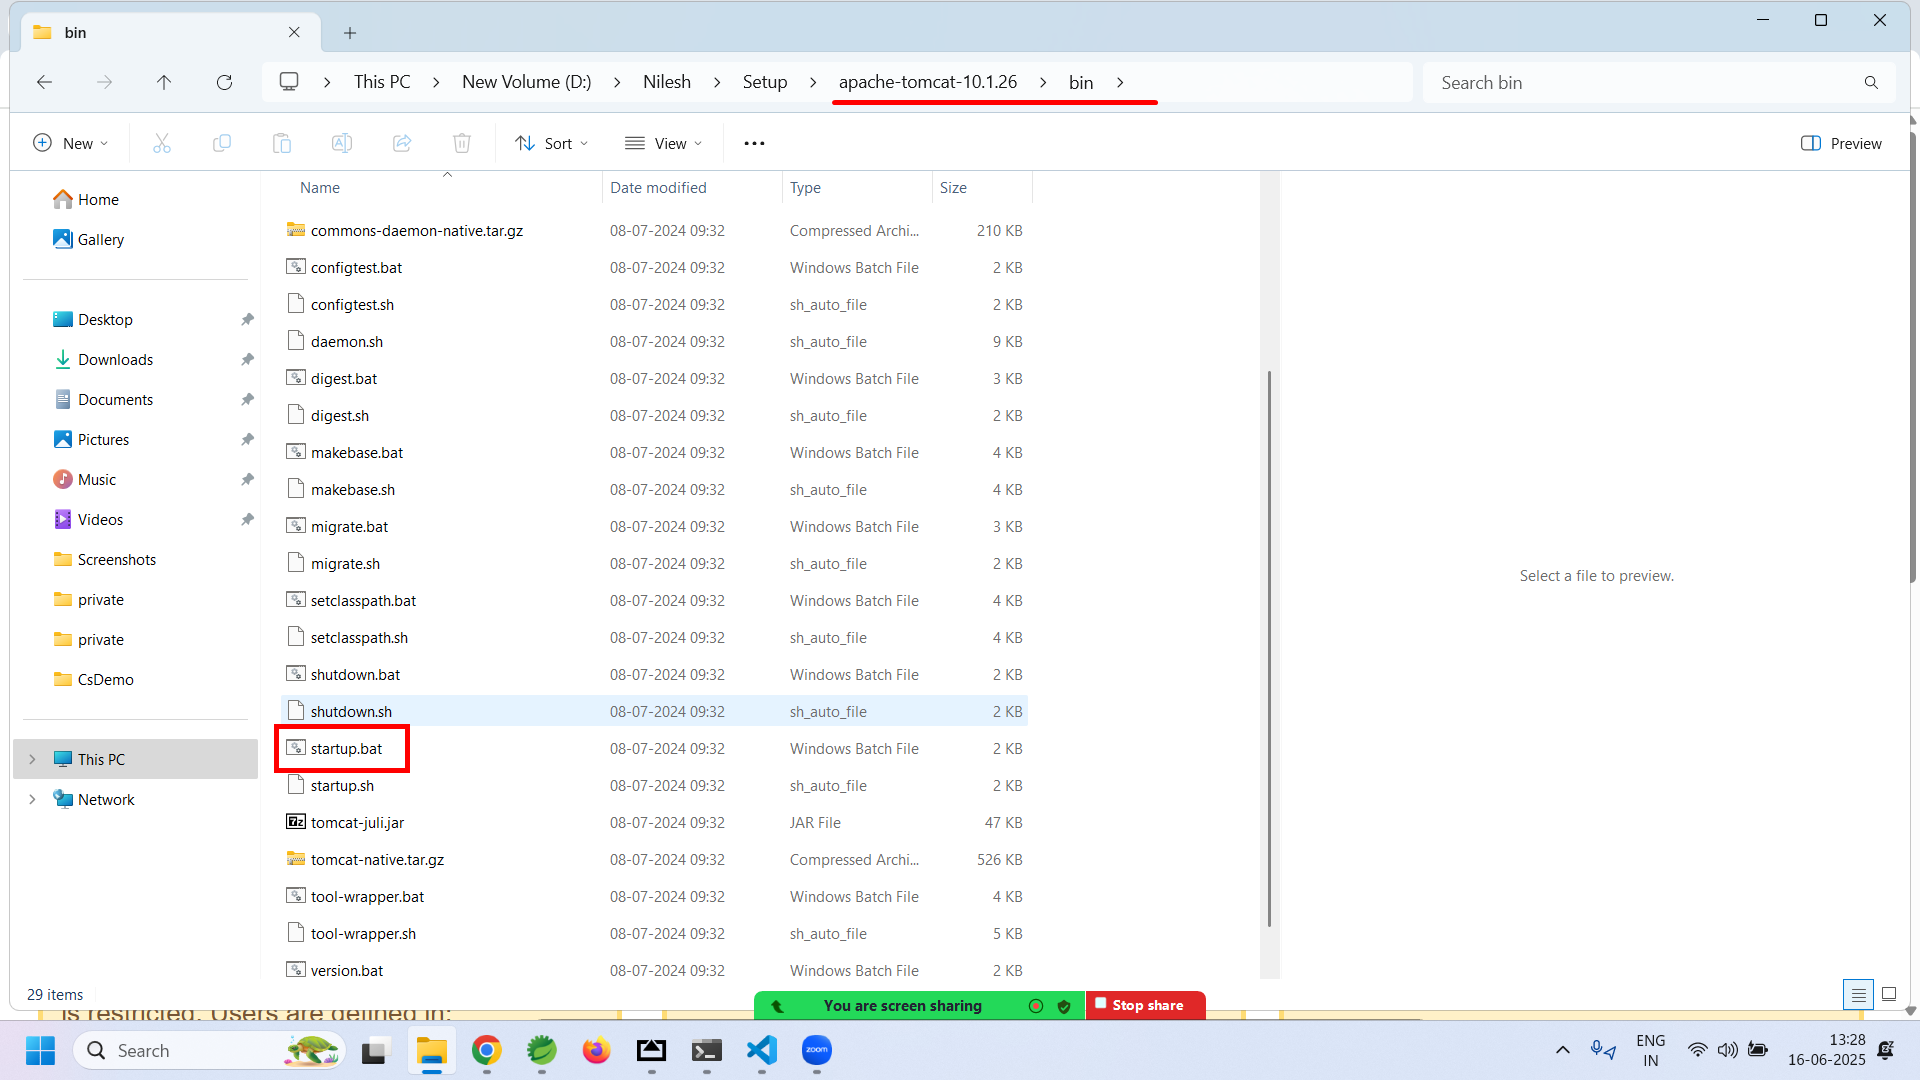 bin
This PC
New Volume (D:)
Nilesh
Setup
apache-tomcat-10.1.26
bin
Search bin
New
Sort
View
Preview
Name
Date modified
Type
Size
Home
Gallery
Desktop
Downloads
Documents
Pictures
Music
Videos
Screenshots
private
private
CsDemo
This PC
Network
commons-daemon-native.tar.gz 08-07-2024 09:32 Compressed Archi... 210 KB
configtest.bat 08-07-2024 09:32 Windows Batch File 2 KB
configtest.sh 08-07-2024 09:32 sh_auto_file 2 KB
daemon.sh 08-07-2024 09:32 sh_auto_file 9 KB
digest.bat 08-07-2024 09:32 Windows Batch File 3 KB
digest.sh 08-07-2024 09:32 sh_auto_file 2 KB
makebase.bat 08-07-2024 09:32 Windows Batch File 4 KB
makebase.sh 08-07-2024 09:32 sh_auto_file 4 KB
migrate.bat 08-07-2024 09:32 Windows Batch File 3 KB
migrate.sh 08-07-2024 09:32 sh_auto_file 2 KB
setclasspath.bat 08-07-2024 09:32 Windows Batch File 4 KB
setclasspath.sh 08-07-2024 09:32 sh_auto_file 4 KB
shutdown.bat 08-07-2024 09:32 Windows Batch File 2 KB
shutdown.sh 08-07-2024 09:32 sh_auto_file 2 KB
startup.bat 08-07-2024 09:32 Windows Batch File 2 KB
startup.sh 08-07-2024 09:32 sh_auto_file 2 KB
tomcat-juli.jar 08-07-2024 09:32 JAR File 47 KB
tomcat-native.tar.gz 08-07-2024 09:32 Compressed Archi... 526 KB
tool-wrapper.bat 08-07-2024 09:32 Windows Batch File 4 KB
tool-wrapper.sh 08-07-2024 09:32 sh_auto_file 5 KB
version.bat 08-07-2024 09:32 Windows Batch File 2 KB
Select a file to preview.
29 items
is restricted. Users are defined in:
You are screen sharing
Stop share
Search
zoom
ENG
IN
13:28
16-06-2025